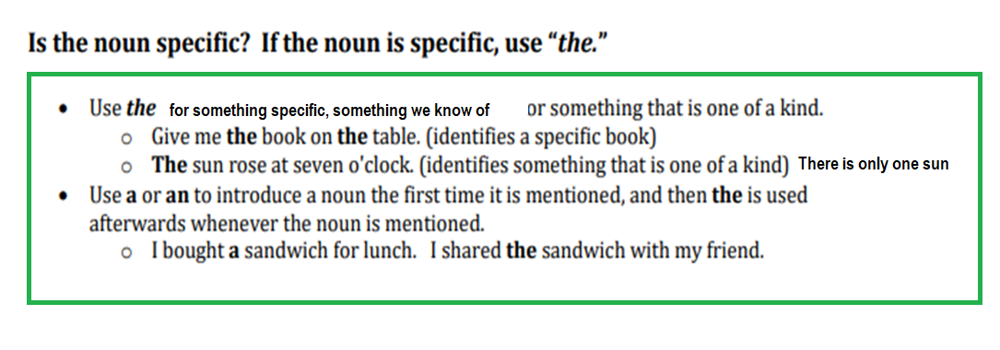 Is the noun specific? If the noun is specific, use “the.”
• Use the for something specific, something we know of or something that is one of a kind.
o Give me the book on the table. (identifies a specific book)
o The sun rose at seven o'clock. (identifies something that is one of a kind) There is only one sun
• Use a or an to introduce a noun the first time it is mentioned, and then the is used
afterwards whenever the noun is mentioned.
o I bought a sandwich for lunch. I shared the sandwich with my friend.